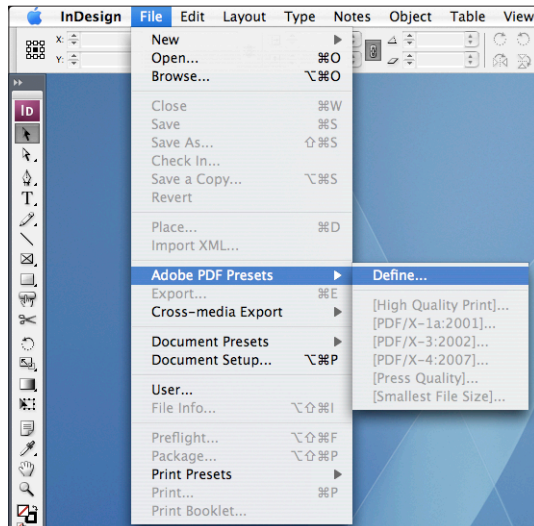 InDesign File Edit Layout Type Notes Object Table View
X:
Y:
ID
T
New
Open... ⌘O
Browse... ⌥⌘O
Close ⌘W
Save ⌘S
Save As... ⇧⌘S
Check In...
Save a Copy... ⌥⌘S
Revert
Place... ⌘D
Import XML...
Adobe PDF Presets
Export... ⌘E
Cross-media Export
Document Presets
Document Setup... ⌥⌘P
User...
File Info... ⌥⇧⌘I
Preflight... ⌥⇧⌘F
Package... ⌥⇧⌘P
Print Presets
Print... ⌘P
Print Booklet...
Define...
[High Quality Print]...
[PDF/X-1a:2001]...
[PDF/X-3:2002]...
[PDF/X-4:2007]...
[Press Quality]...
[Smallest File Size]...